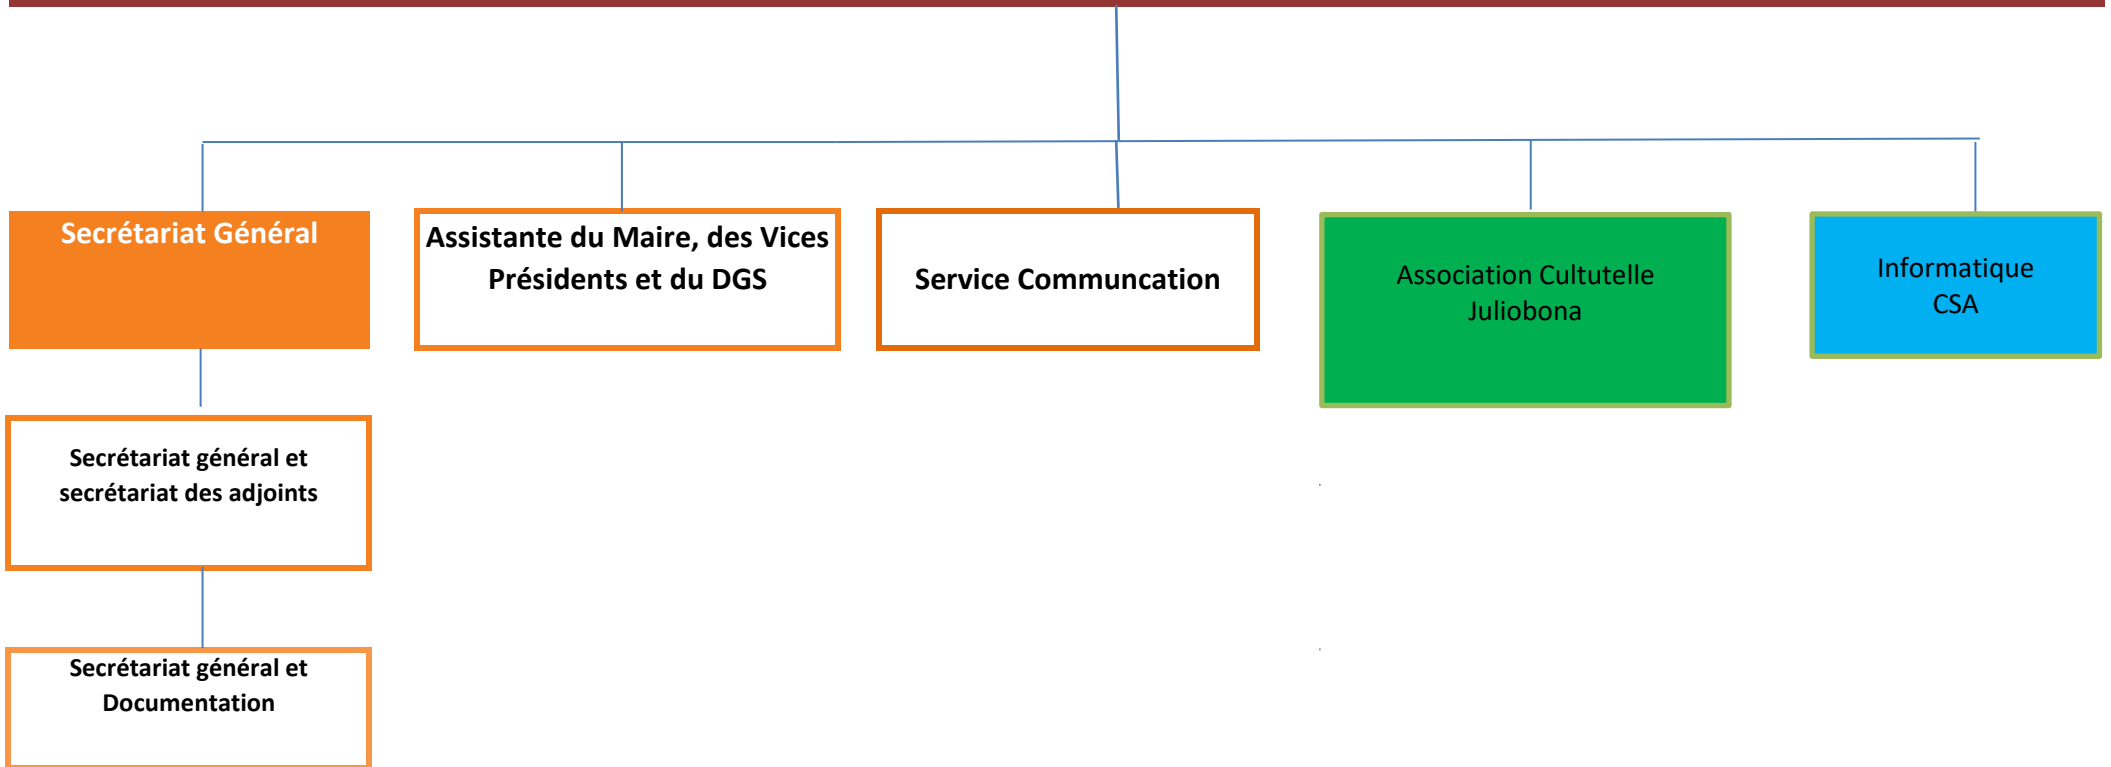 Secrétariat Général
Assistante du Maire, des Vices
Présidents et du DGS
Service Communcation
Association Cultutelle
Juliobona
Informatique
CSA
Secrétariat général et
secrétariat des adjoints
Secrétariat général et
Documentation